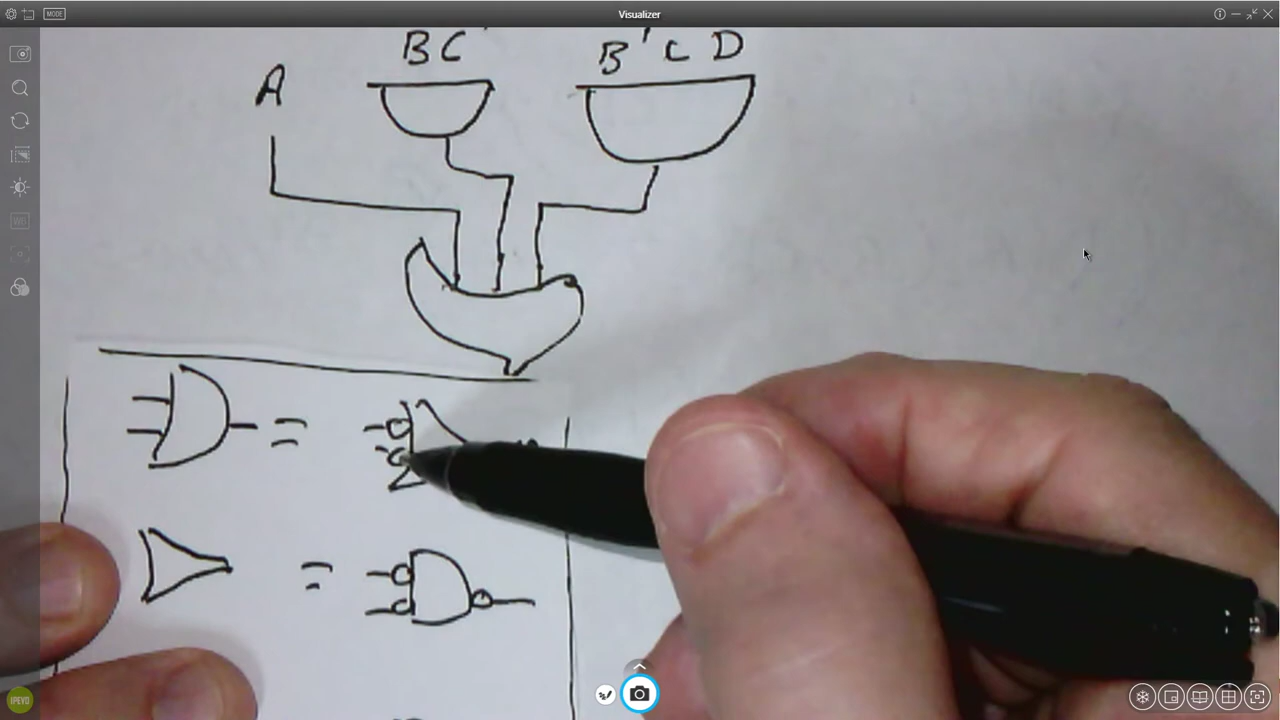 Visualizer
MODE
BC'
B'CD
A
=
=
IPEVO